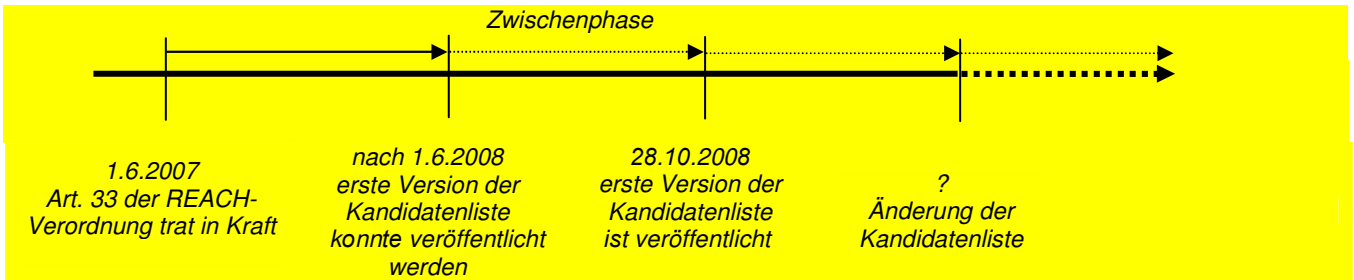 Zwischenphase
1.6.2007
Art. 33 der REACH-
Verordnung trat in Kraft
nach 1.6.2008
erste Version der
Kandidatenliste
konnte veröffentlicht
werden
28.10.2008
erste Version der
Kandidatenliste
ist veröffentlicht
?
Änderung der
Kandidatenliste